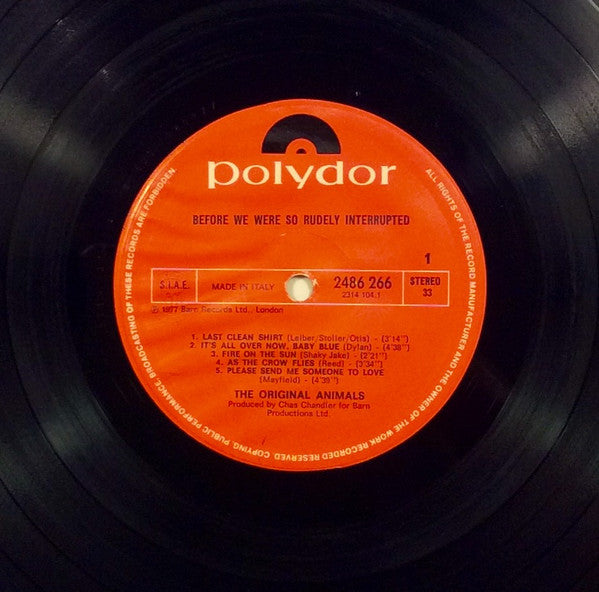 polydor
BEFORE WE WERE SO RUDELY INTERRUPTED
1
S.I.A.E.
MADE IN ITALY
2486 266
2314 104.1
STEREO
33
℗ 1977 Barn Records Ltd., London
1. LAST CLEAN SHIRT (Leiber, Stoller, Otis) - (3'14")
2. IT'S ALL OVER NOW, BABY BLUE (Dylan) - (4'38")
3. FIRE ON THE SUN (Shaky Jake) - (2'21")
4. AS THE CROW FLIES (Reed) - (3'34")
5. PLEASE SEND ME SOMEONE TO LOVE
(Mayfield) - (4'39")
THE ORIGINAL ANIMALS
Produced by Chas Chandler for Barn
Productions Ltd.
ALL RIGHTS OF THE RECORD MANUFACTURER AND THE OWNER OF THE WORK RECORDED RESERVED. COPYING, PUBLIC PERFORMANCE, BROADCASTING OF THESE RECORDS ARE FORBIDDEN